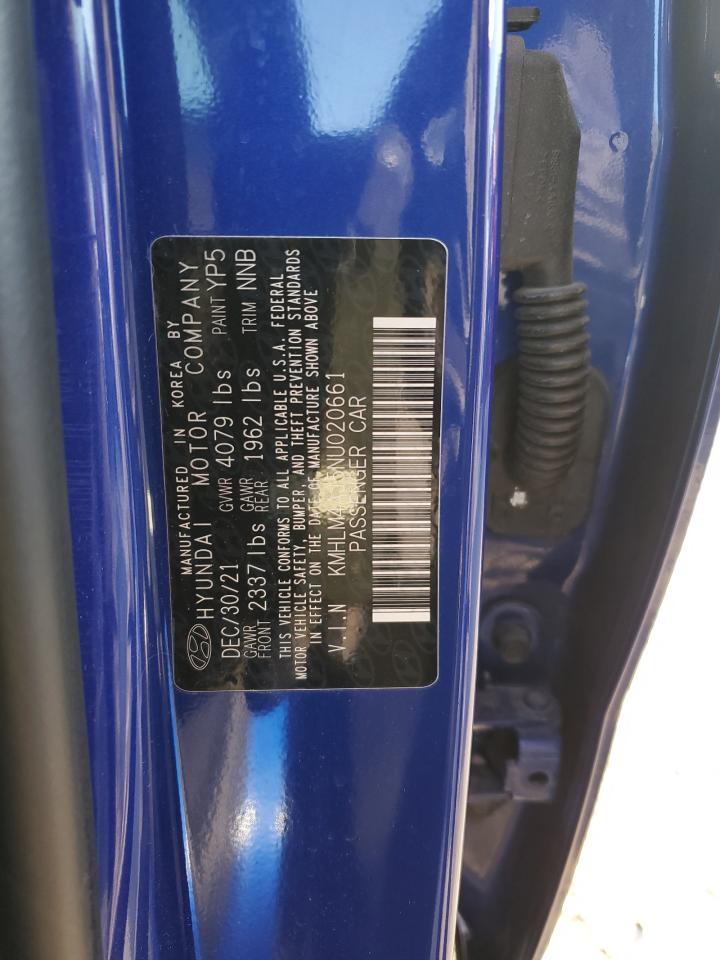 MANUFACTURED IN KOREA BY
HYUNDAI MOTOR COMPANY
DEC/30/21 GVWR 4079 lbs PAINT YP5
GAWR FRONT 2337 lbs GAWR REAR 1962 lbs TRIM NNB
THIS VEHICLE CONFORMS TO ALL APPLICABLE U.S.A. FEDERAL
MOTOR VEHICLE SAFETY, BUMPER AND THEFT PREVENTION STANDARDS
IN EFFECT ON THE DATE OF MANUFACTURE SHOWN ABOVE
V.I.N
PASSENGER CAR